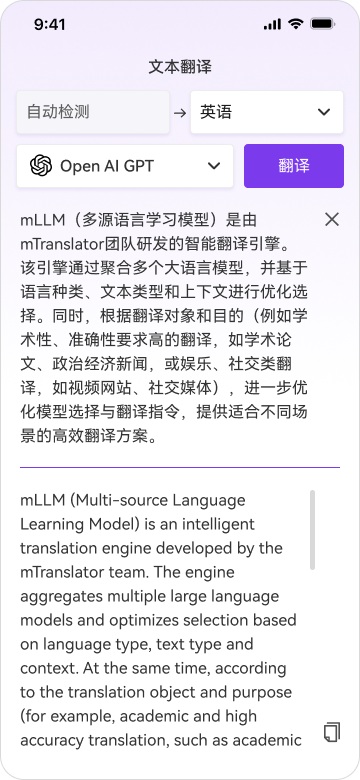 9:41
文本翻译
自动检测
英语
Open AI GPT
翻译
mLLM（多源语言学习模型）是由
mTranslator团队研发的智能翻译引擎。
该引擎通过聚合多个大语言模型，并基于
语言种类、文本类型和上下文进行优化选
择。同时，根据翻译对象和目的（例如学
术性、准确性要求高的翻译，如学术论
文、政治经济新闻，或娱乐、社交类翻
译，如视频网站、社交媒体），进一步优
化模型选择与翻译指令，提供适合不同场
景的高效翻译方案。
mLLM (Multi-source Language
Learning Model) is an intelligent
translation engine developed by the
mTranslator team. The engine
aggregates multiple large language
models and optimizes selection based
on language type, text type and
context. At the same time, according
to the translation object and purpose
(for example, academic and high
accuracy translation, such as academic